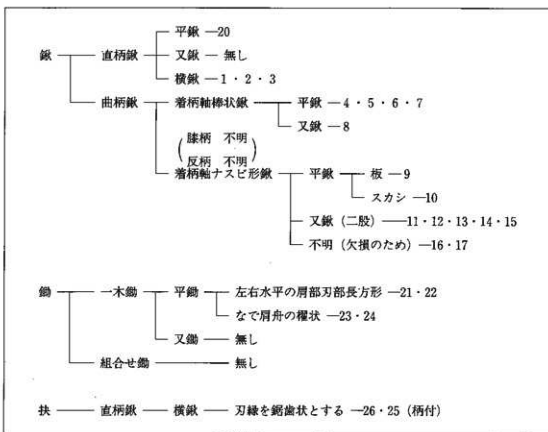 平鍬 ―20
鍬 直柄鍬 又鍬 ― 無し
横鍬 ―1・2・3
曲柄鍬 着柄軸棒状鍬 平鍬 ―4・5・6・7
又鍬 ―8
(膝柄 不明
反柄 不明)
着柄軸ナスビ形鍬 平鍬 ― 板 ―9
スカシ ―10
又鍬 (二股) ―11・12・13・14・15
不明 (欠損のため) ―16・17
鋤 一木鋤 平鋤 左右水平の肩部刃部長方形 ―21・22
なで肩舟の櫂状 ―23・24
又鋤 ― 無し
組合せ鋤 ― 無し
扙 ― 直柄鍬 ― 横鍬 ― 刃縁を鋸歯状とする ―26・25 (柄付)